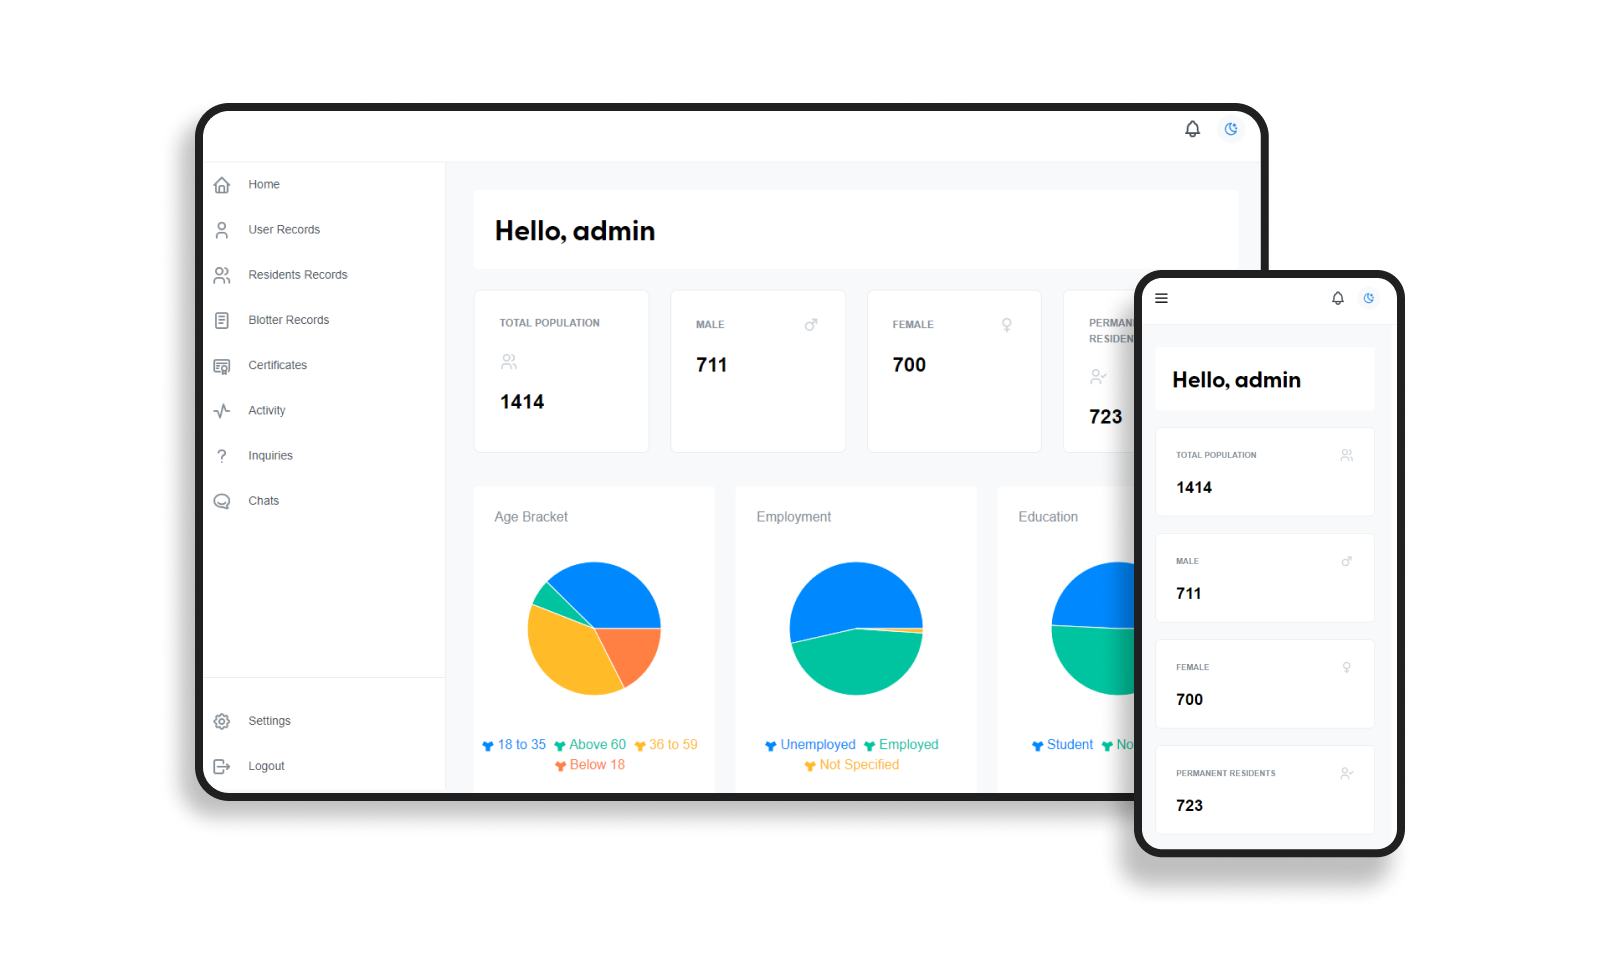 Home
User Records
Residents Records
Blotter Records
Certificates
Activity
Inquiries
Chats
Settings
Logout
Hello, admin
TOTAL POPULATION
1414
MALE
711
FEMALE
700
PERMAN
RESIDEN
723
Age Bracket
18 to 35 Above 60 36 to 59
Below 18
Employment
Unemployed Employed
Not Specified
Education
Student No
Hello, admin
TOTAL POPULATION
1414
MALE
711
FEMALE
700
PERMANENT RESIDENTS
723